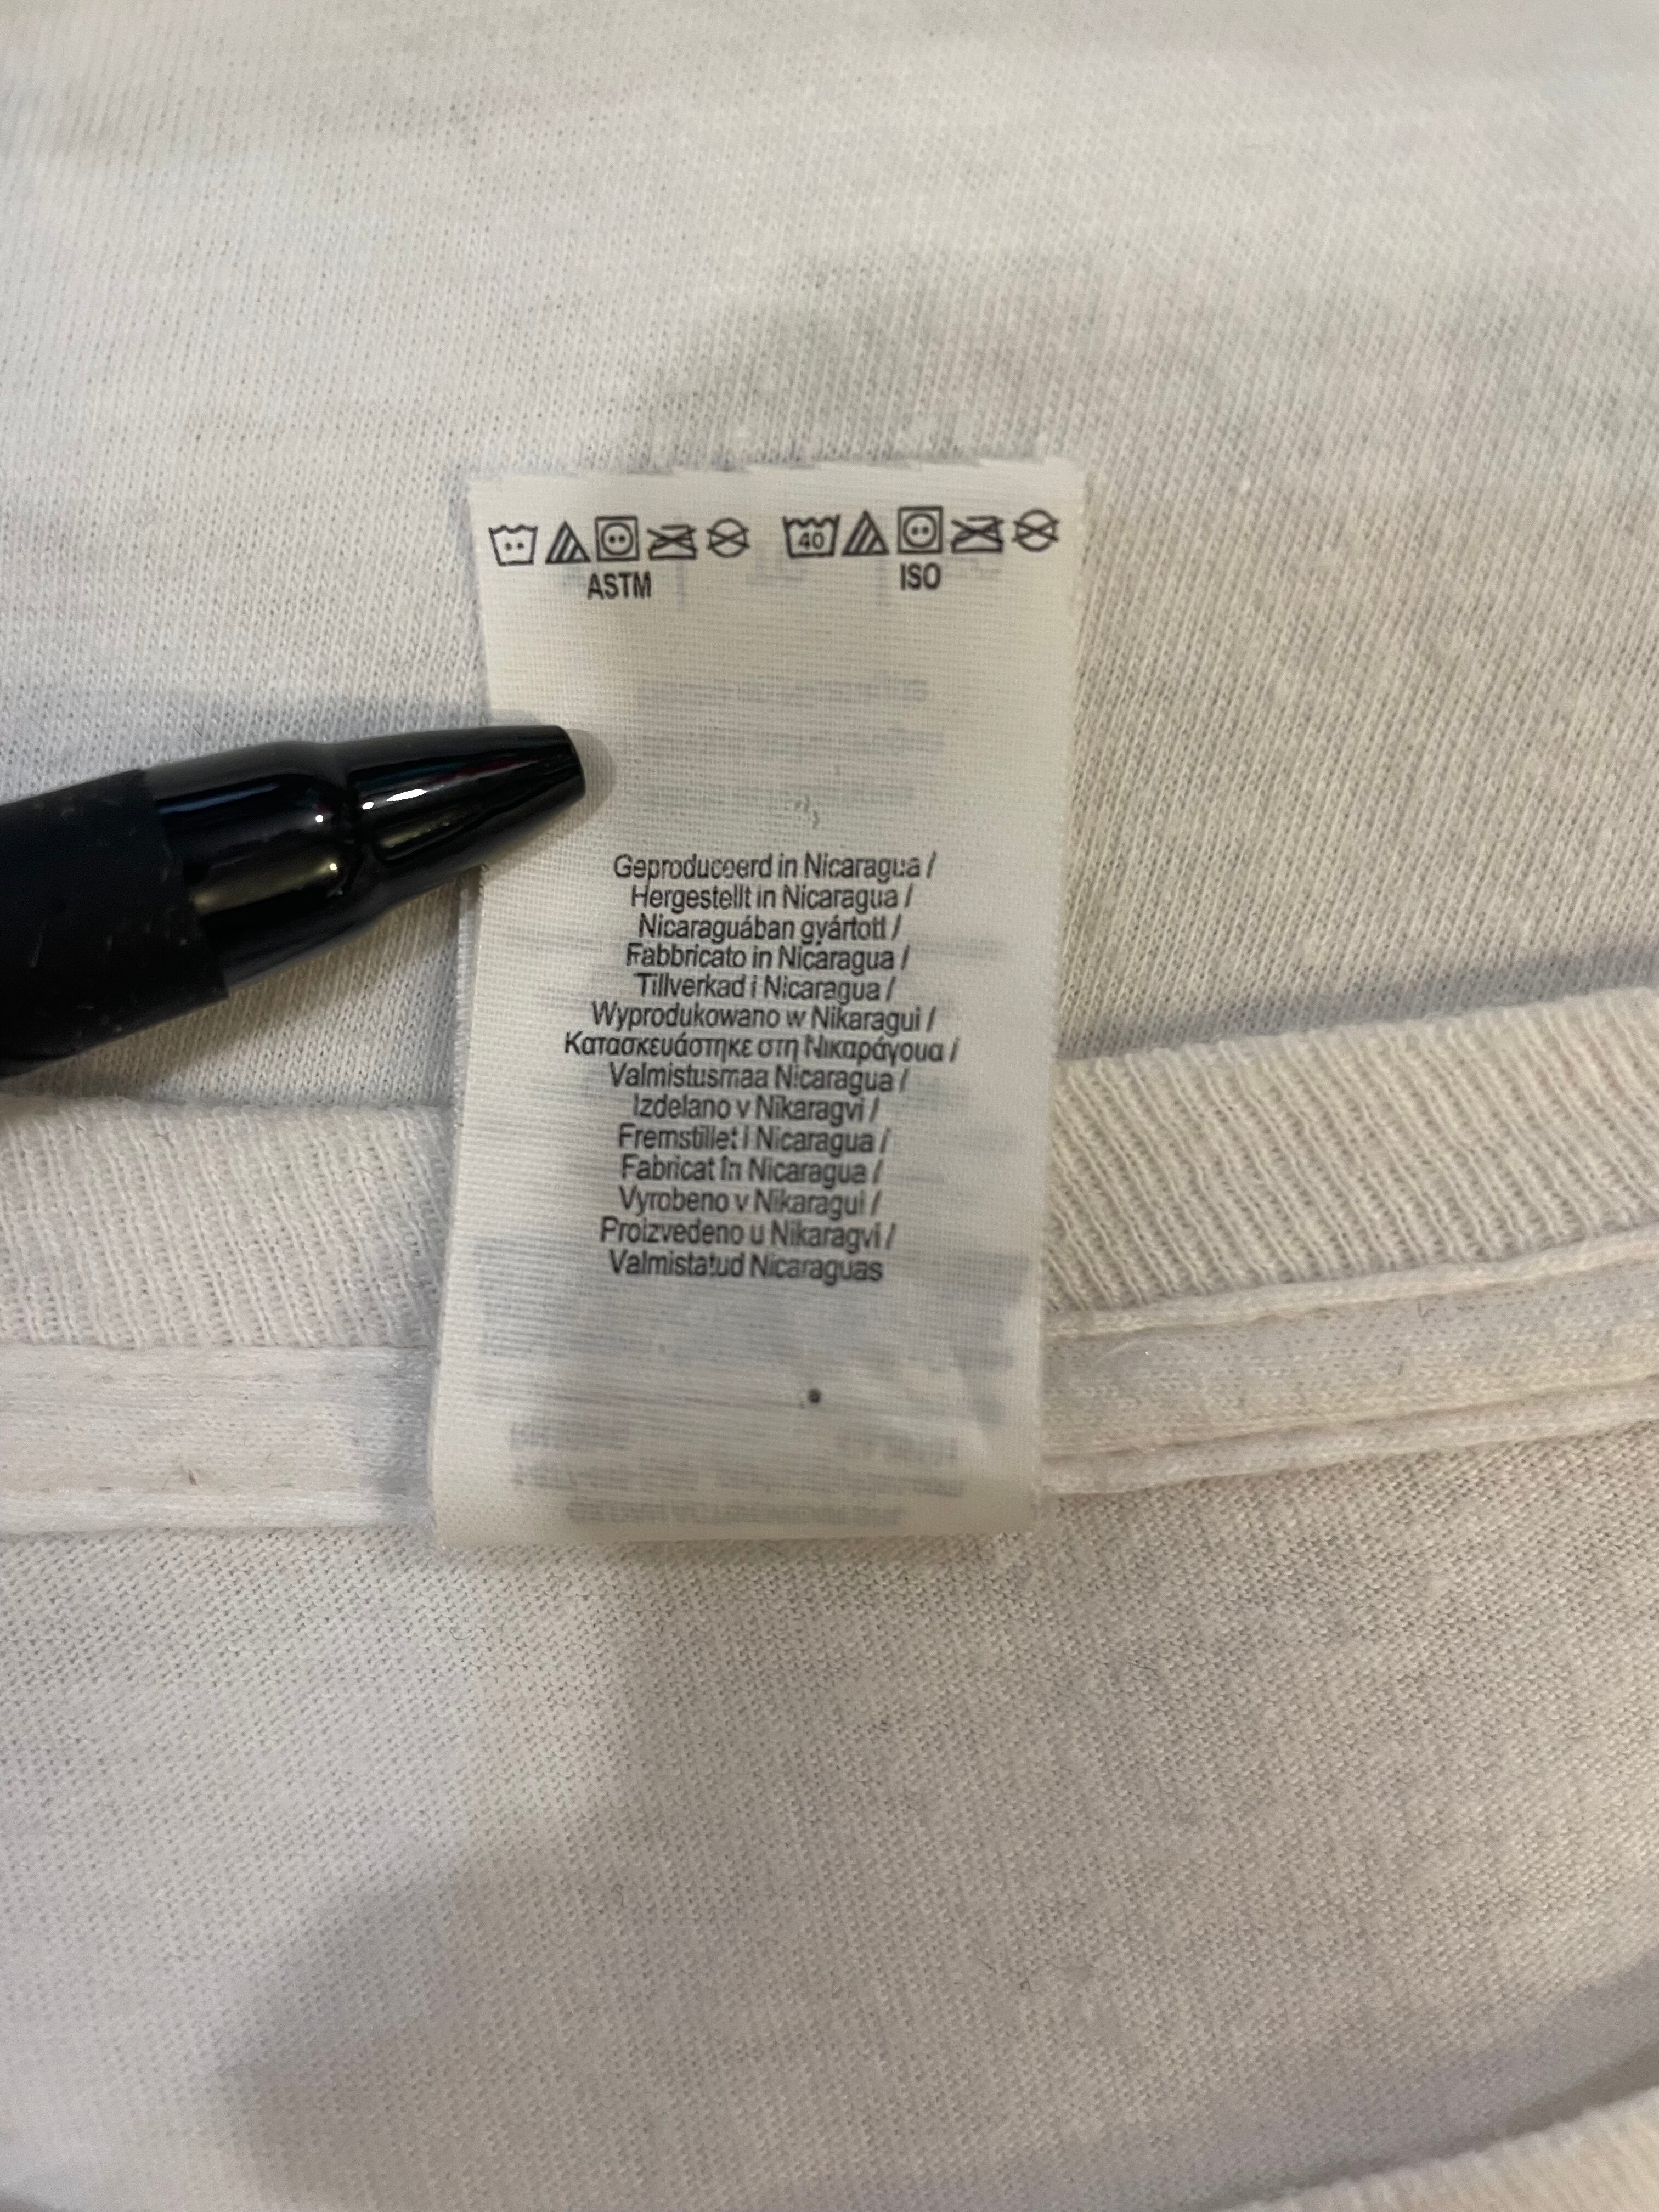 40
ASTM ISO
Geproduceerd in Nicaragua /
Hergestellt in Nicaragua /
Nicaraguában gyártott /
Fabbricato in Nicaragua /
Tillverkad i Nicaragua /
Wyprodukowano w Nikaragui /
Κατασκευάστηκε στη Νικαράγουα /
Valmistusmaa Nicaragua /
Izdelano v Nikaragvi /
Fremstillet i Nicaragua /
Fabricat în Nicaragua /
Vyrobeno v Nikaragui /
Proizvedeno u Nikaragvi /
Valmistatud Nicaraguas